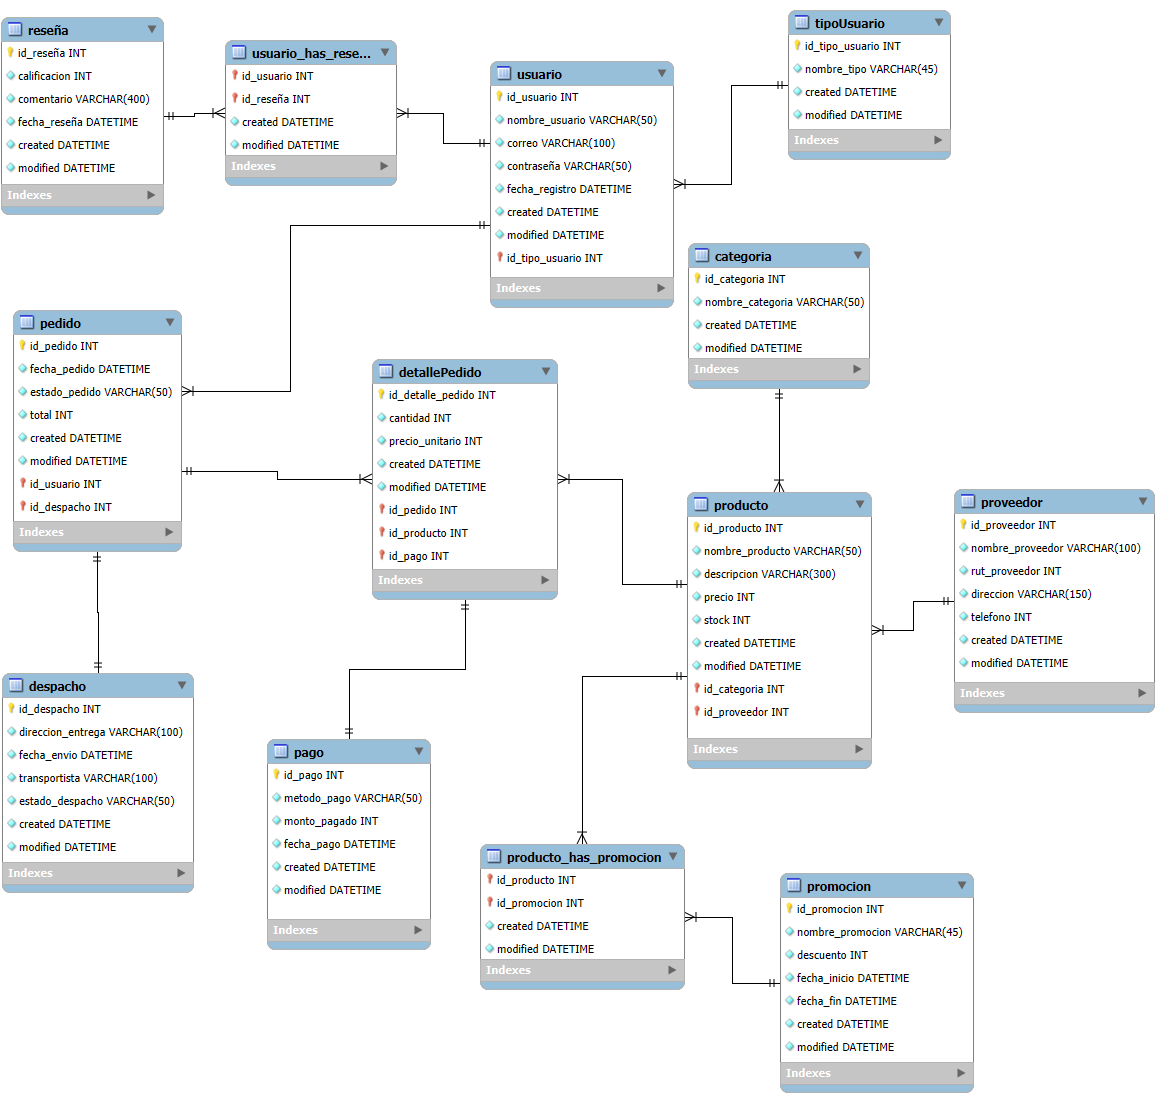 reseña
id_reseña INT
calificacion INT
comentario VARCHAR(400)
fecha_reseña DATETIME
created DATETIME
modified DATETIME
Indexes
usuario_has_rese...
id_usuario INT
id_reseña INT
created DATETIME
modified DATETIME
Indexes
usuario
id_usuario INT
nombre_usuario VARCHAR(50)
correo VARCHAR(100)
contraseña VARCHAR(50)
fecha_registro DATETIME
created DATETIME
modified DATETIME
id_tipo_usuario INT
Indexes
tipoUsuario
id_tipo_usuario INT
nombre_tipo VARCHAR(45)
created DATETIME
modified DATETIME
Indexes
categoria
id_categoria INT
nombre_categoria VARCHAR(50)
created DATETIME
modified DATETIME
Indexes
pedido
id_pedido INT
fecha_pedido DATETIME
estado_pedido VARCHAR(50)
total INT
created DATETIME
modified DATETIME
id_usuario INT
id_despacho INT
Indexes
detallePedido
id_detalle_pedido INT
cantidad INT
precio_unitario INT
created DATETIME
modified DATETIME
id_pedido INT
id_producto INT
id_pago INT
Indexes
producto
id_producto INT
nombre_producto VARCHAR(50)
descripcion VARCHAR(300)
precio INT
stock INT
created DATETIME
modified DATETIME
id_categoria INT
id_proveedor INT
Indexes
proveedor
id_proveedor INT
nombre_proveedor VARCHAR(100)
rut_proveedor INT
direccion VARCHAR(150)
telefono INT
created DATETIME
modified DATETIME
Indexes
despacho
id_despacho INT
direccion_entrega VARCHAR(100)
fecha_envio DATETIME
transportista VARCHAR(100)
estado_despacho VARCHAR(50)
created DATETIME
modified DATETIME
Indexes
pago
id_pago INT
metodo_pago VARCHAR(50)
monto_pagado INT
fecha_pago DATETIME
created DATETIME
modified DATETIME
Indexes
producto_has_promocion
id_producto INT
id_promocion INT
created DATETIME
modified DATETIME
Indexes
promocion
id_promocion INT
nombre_promocion VARCHAR(45)
descuento INT
fecha_inicio DATETIME
fecha_fin DATETIME
created DATETIME
modified DATETIME
Indexes